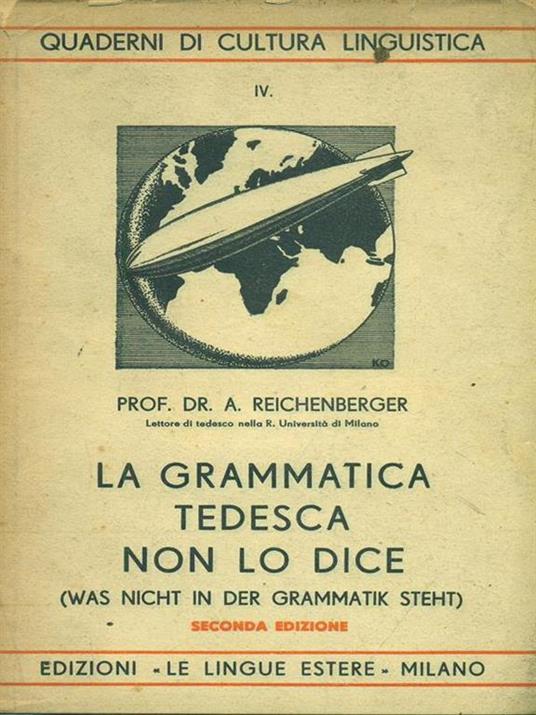 QUADERNI DI CULTURA LINGUISTICA
IV.
KO
PROF. DR. A. REICHENBERGER
Lettore di tedesco nella R. Università di Milano
LA GRAMMATICA
TEDESCA
NON LO DICE
(WAS NICHT IN DER GRAMMATIK STEHT)
SECONDA EDIZIONE
EDIZIONI «LE LINGUE ESTERE» MILANO